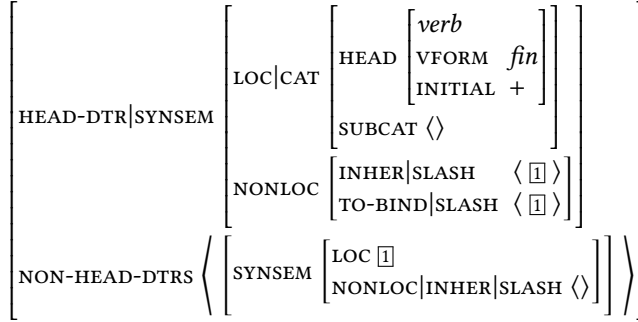 verb
HEAD VFORM fin
LOC|CAT INITIAL +
HEAD-DTR|SYNSEM SUBCAT ⟨⟩
NONLOC INHER|SLASH ⟨ 1 ⟩
TO-BIND|SLASH ⟨ 1 ⟩
LOC 1
NON-HEAD-DTRS ⟨ [SYNSEM [NONLOC|INHER|SLASH ⟨⟩]] ⟩